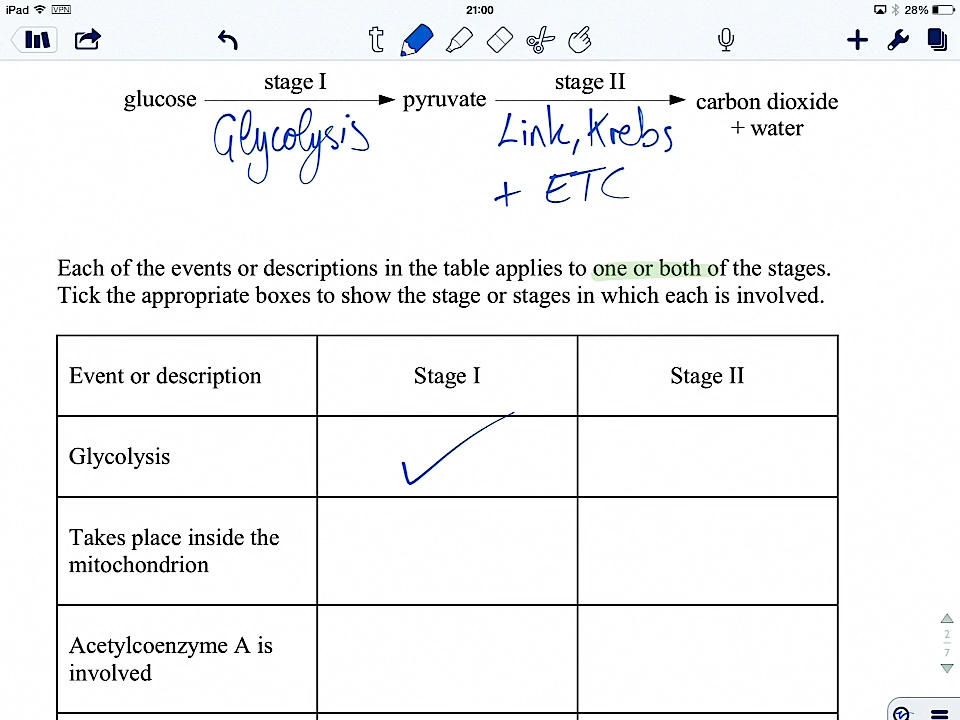 iPad VPN 21:00 28%
t
stage I stage II
glucose pyruvate carbon dioxide
+ water
Glycolysis Link, Krebs
+ ETC
Each of the events or descriptions in the table applies to one or both of the stages.
Tick the appropriate boxes to show the stage or stages in which each is involved.
Event or description Stage I Stage II
Glycolysis
Takes place inside the
mitochondrion
Acetylcoenzyme A is
involved
2
7